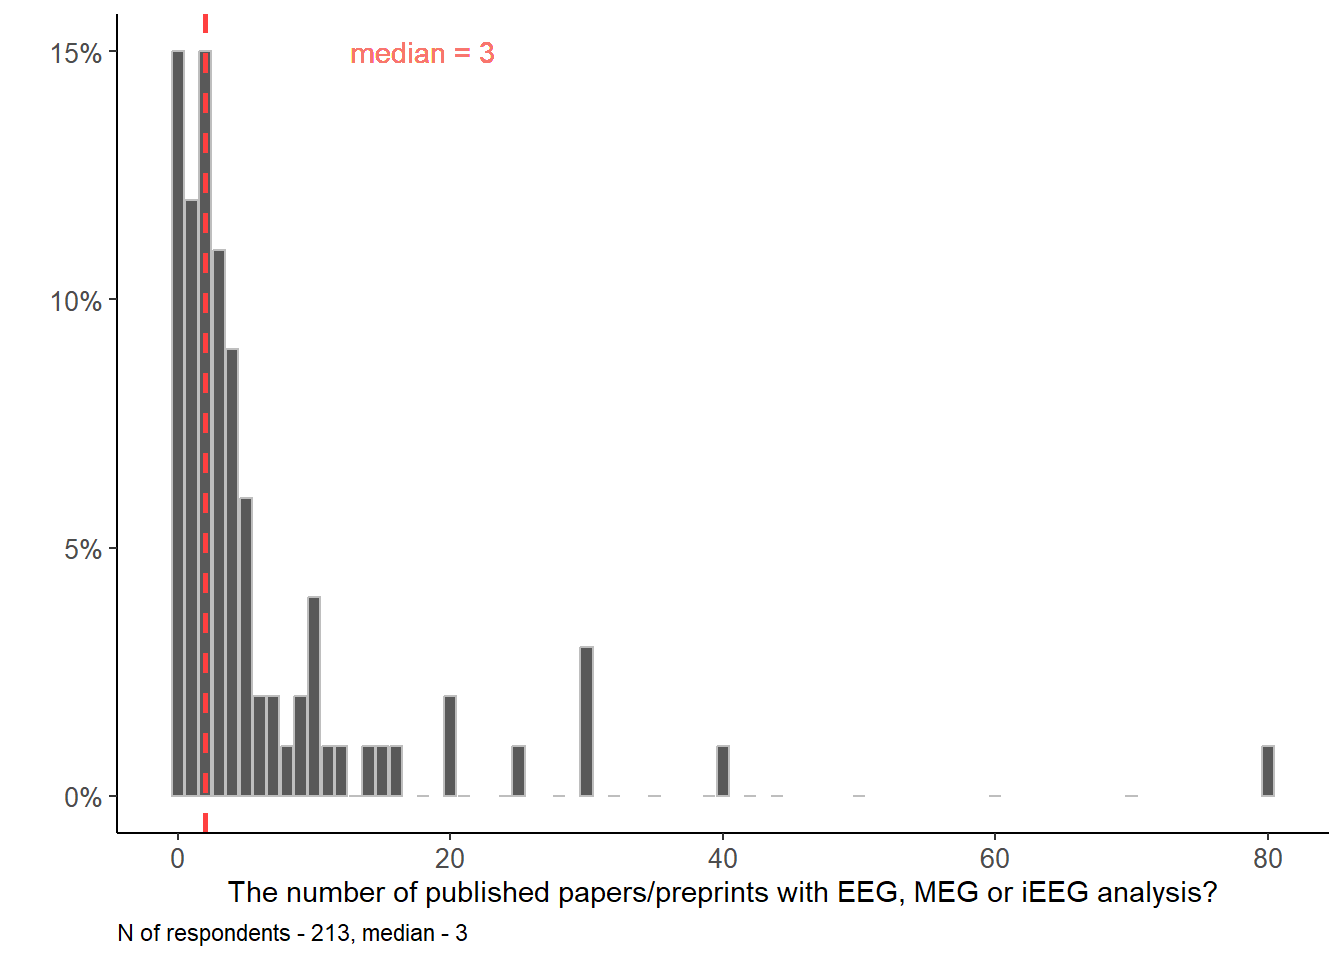 median = 3
15%
10%
5%
0%
0 20 40 60 80
The number of published papers/preprints with EEG, MEG or iEEG analysis?
N of respondents - 213, median - 3